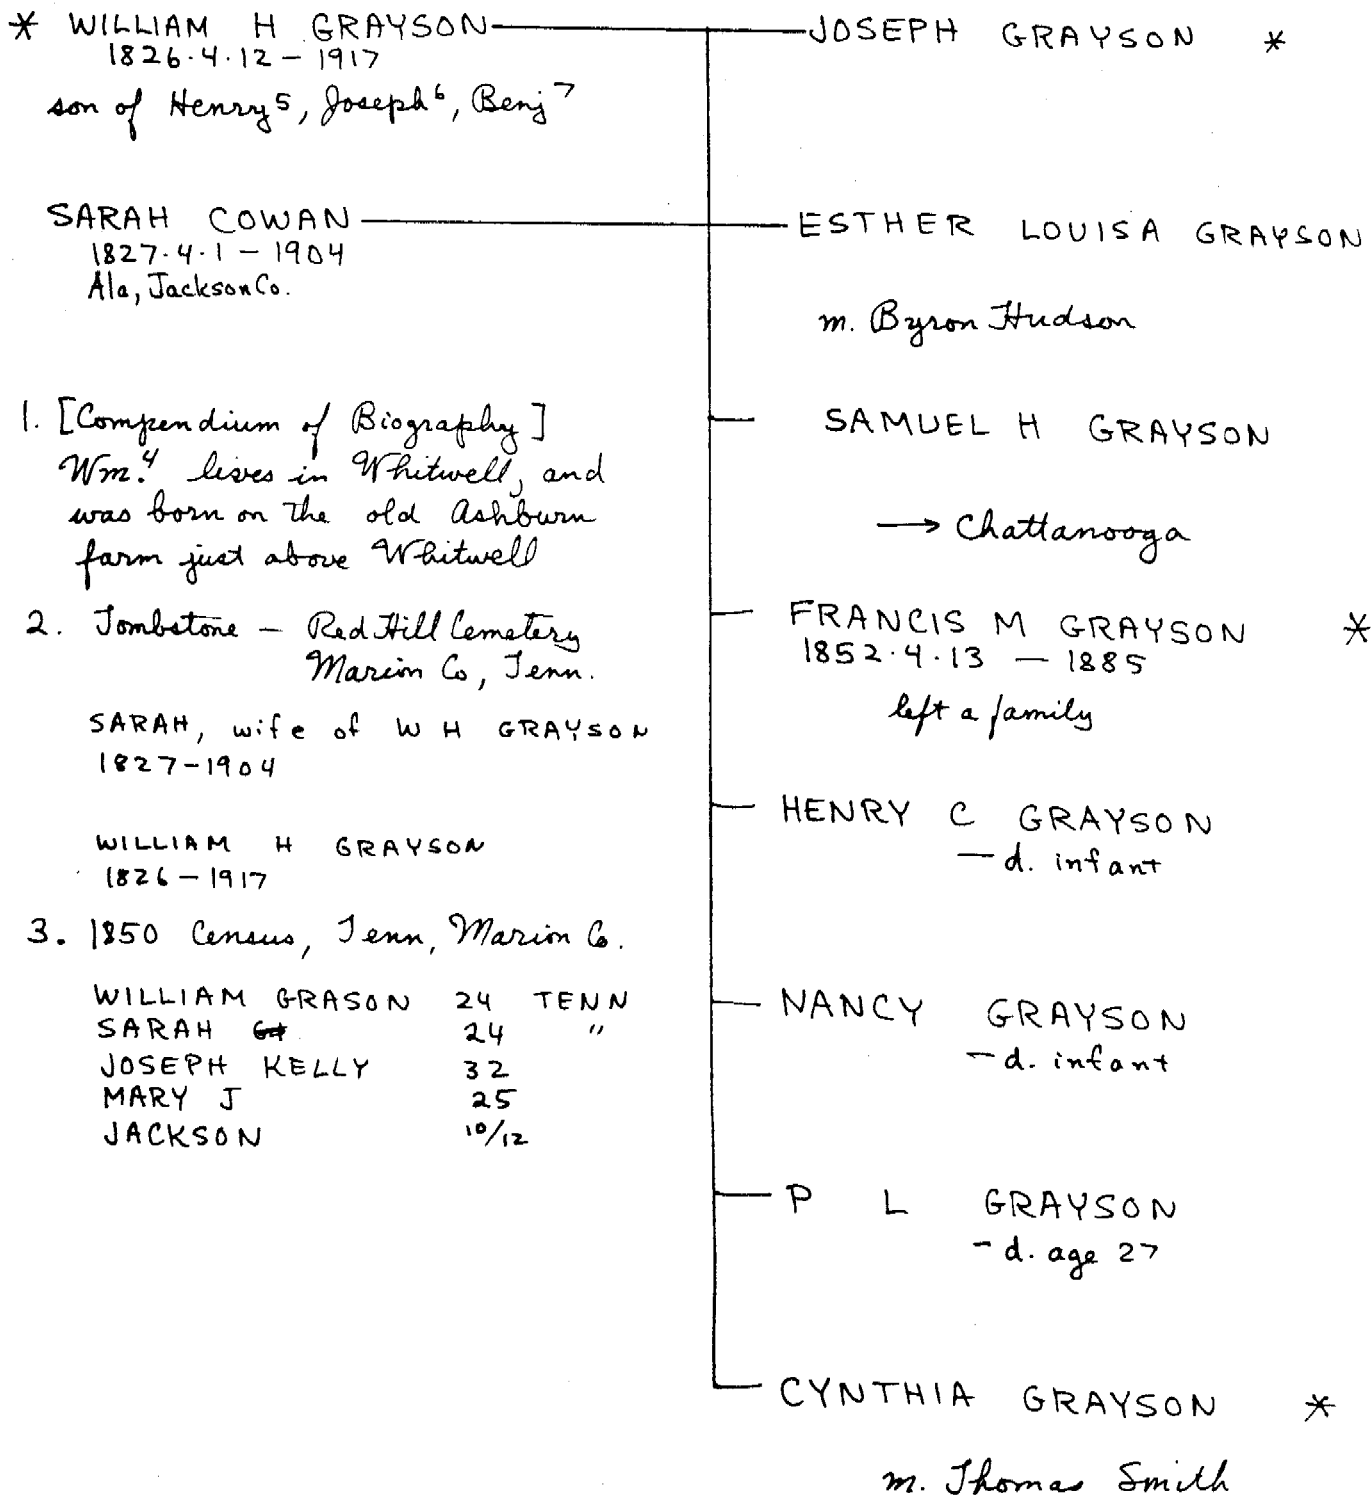 * WILLIAM H GRAYSON
1826.4.12 - 1917
son of Henry⁵, Joseph⁶, Benj⁷
SARAH COWAN
1827.4.1 - 1904
Ala, Jackson Co.
1. [Compendium of Biography]
Wm.⁴ lives in Whitwell, and
was born on the old Ashburn
farm just above Whitwell
2. Tombstone - Red Hill Cemetery
Marion Co, Tenn.
SARAH, wife of W H GRAYSON
1827-1904
WILLIAM H GRAYSON
1826-1917
3. 1850 Census, Tenn, Marion Co.
WILLIAM GRASON 24 TENN
SARAH 24 "
JOSEPH KELLY 32
MARY J 25
JACKSON 10/12
JOSEPH GRAYSON *
ESTHER LOUISA GRAYSON
m. Byron Hudson
SAMUEL H GRAYSON
→ Chattanooga
FRANCIS M GRAYSON *
1852.4.13 - 1885
left a family
HENRY C GRAYSON
- d. infant
NANCY GRAYSON
- d. infant
P L GRAYSON
- d. age 27
CYNTHIA GRAYSON *
m. Thomas Smith